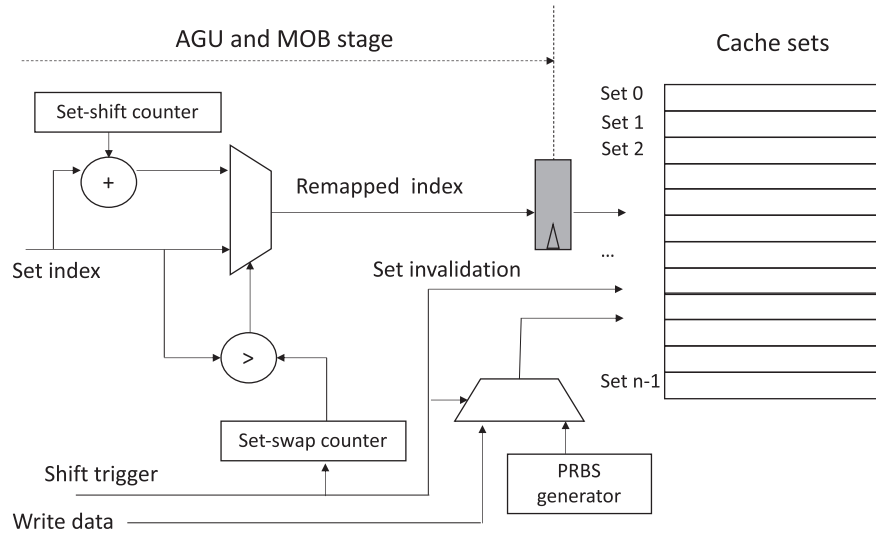 AGU and MOB stage
Cache sets
Set 0
Set-shift counter
Set 1
Set 2
+
Remapped index
Set index
Set invalidation
...
>
Set n-1
Set-swap counter
Shift trigger
PRBS
generator
Write data